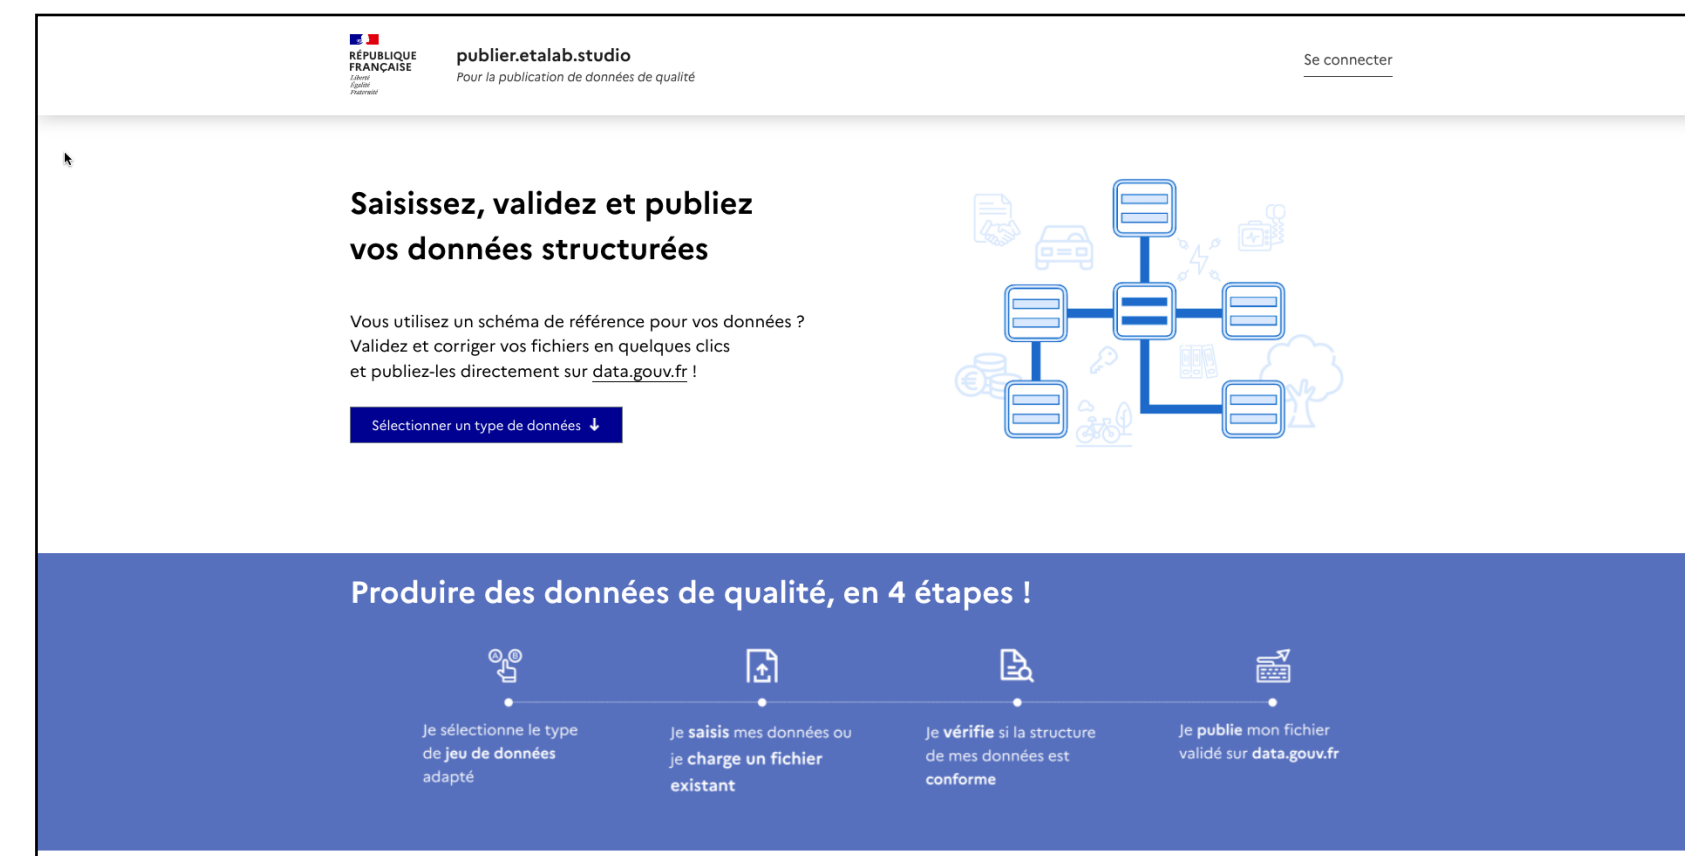 RÉPUBLIQUE
FRANÇAISE
Liberté
Égalité
Fraternité
publier.etalab.studio
Pour la publication de données de qualité
Se connecter
Saisissez, validez et publiez
vos données structurées
Vous utilisez un schéma de référence pour vos données ?
Validez et corriger vos fichiers en quelques clics
et publiez-les directement sur data.gouv.fr !
Sélectionner un type de données ↓
Produire des données de qualité, en 4 étapes !
A B
Je sélectionne le type
de jeu de données
adapté
Je saisis mes données ou
je charge un fichier
existant
Je vérifie si la structure
de mes données est
conforme
Je publie mon fichier
validé sur data.gouv.fr